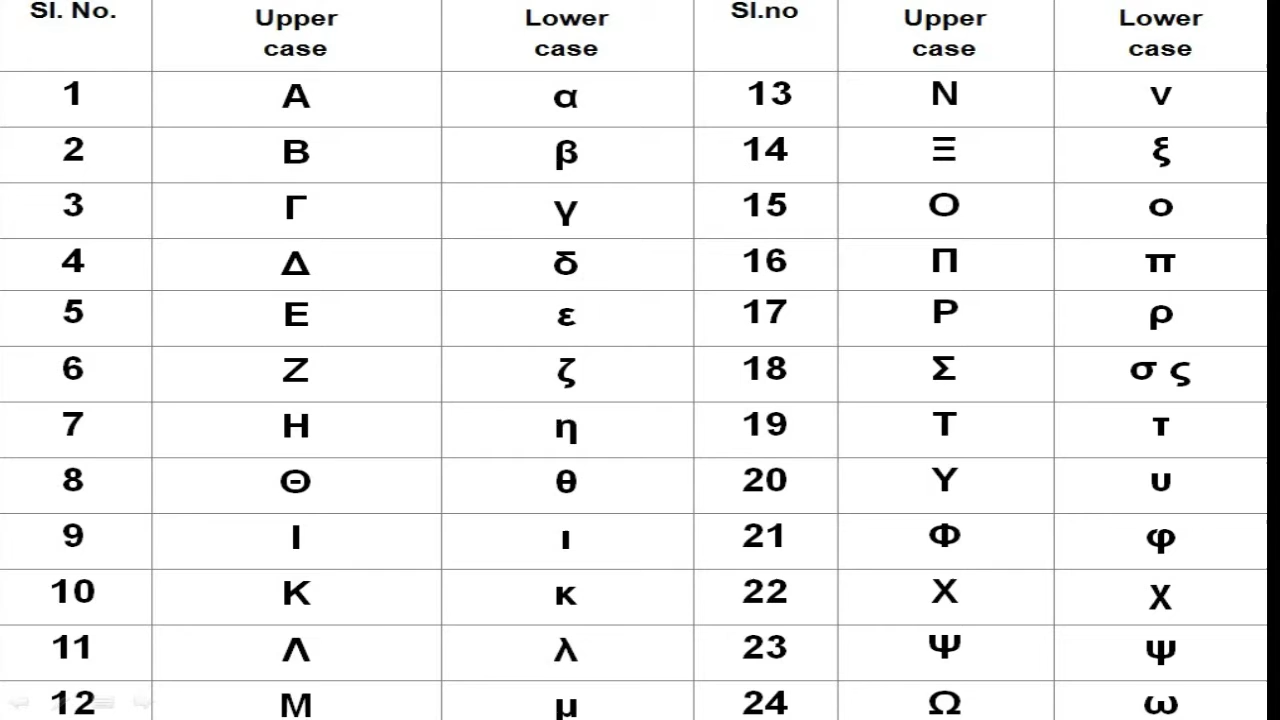 Sl. No. Upper case Lower case Sl.no Upper case Lower case
1 Α α 13 Ν ν
2 Β β 14 Ξ ξ
3 Γ γ 15 Ο ο
4 Δ δ 16 Π π
5 Ε ε 17 Ρ ρ
6 Ζ ζ 18 Σ σ ς
7 Η η 19 Τ τ
8 Θ θ 20 Υ υ
9 Ι ι 21 Φ φ
10 Κ κ 22 Χ χ
11 Λ λ 23 Ψ ψ
12 Μ μ 24 Ω ω